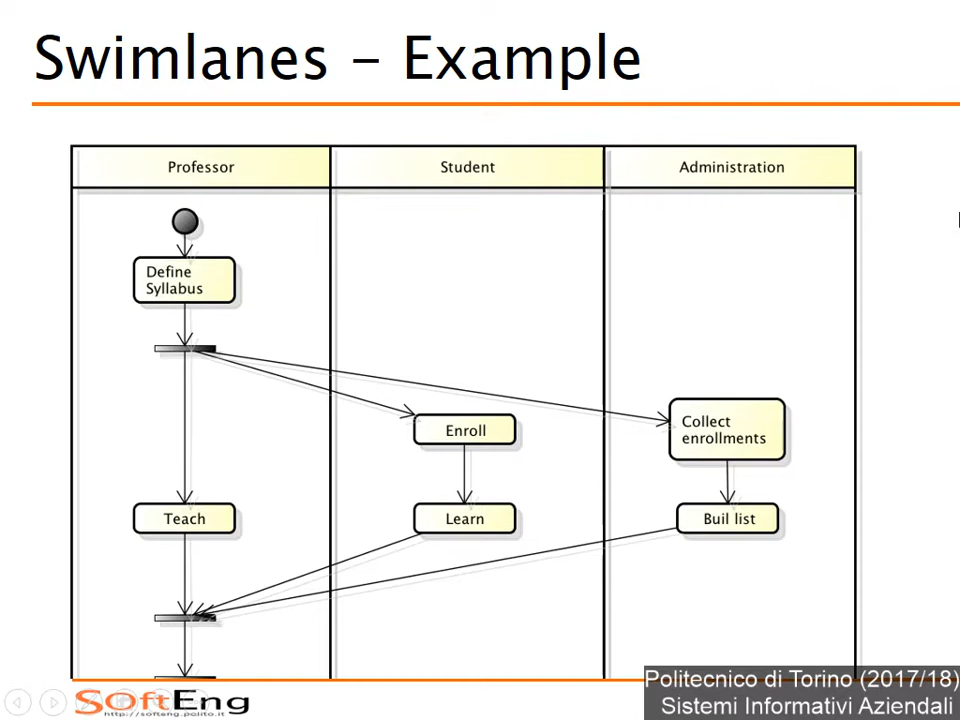 Swimlanes – Example
Professor
Student
Administration
Define
Syllabus
Collect
enrollments
Enroll
Teach
Learn
Buil list
SOftEng
http://softeng.polito.it
Politecnico di Torino (2017/18)
Sistemi Informativi Aziendali